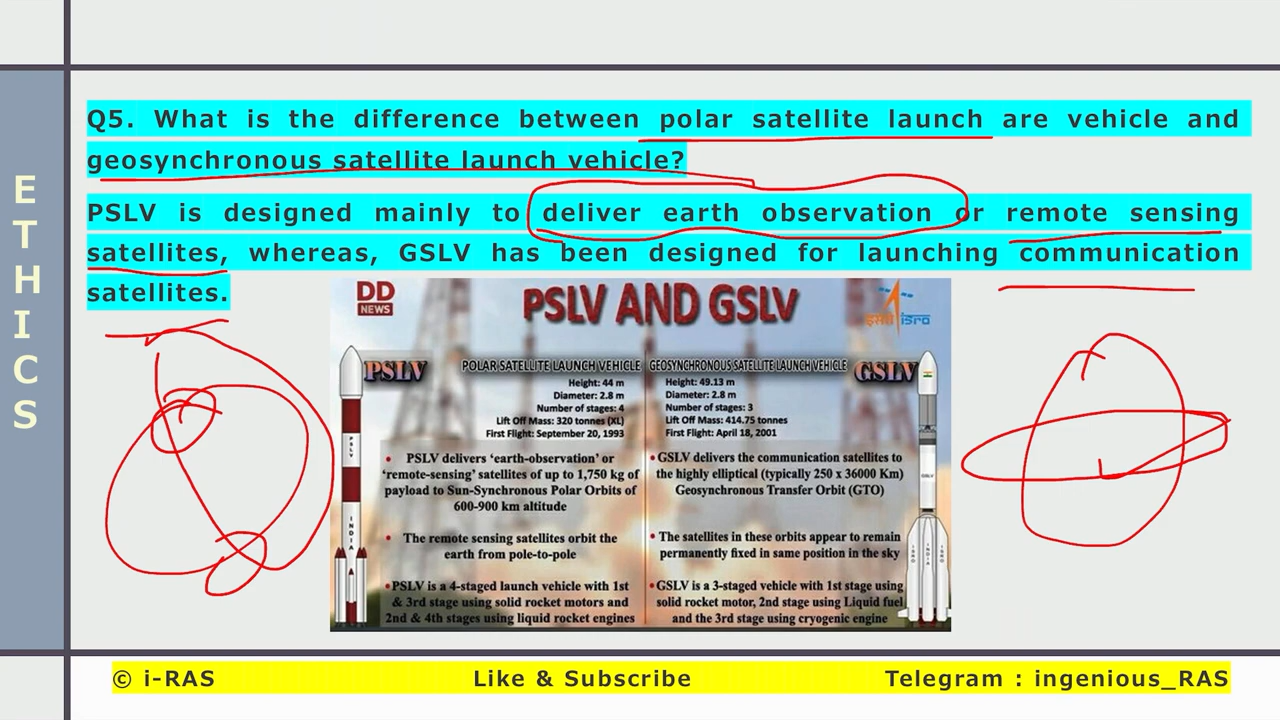 ETHICS
Q5. What is the difference between polar satellite launch are vehicle and
geosynchronous satellite launch vehicle?
PSLV is designed mainly to deliver earth observation or remote sensing
satellites, whereas, GSLV has been designed for launching communication
satellites.
DD
NEWS
PSLV AND GSLV
इसरो isro
PSLV
POLAR SATELLITE LAUNCH VEHICLE
Height: 44 m
Diameter: 2.8 m
Number of stages: 4
Lift Off Mass: 320 tonnes (XL)
First Flight: September 20, 1993
• PSLV delivers ‘earth-observation’ or
‘remote-sensing’ satellites of up to 1,750 kg of
payload to Sun-Synchronous Polar Orbits of
600-900 km altitude
• The remote sensing satellites orbit the
earth from pole-to-pole
•PSLV is a 4-staged launch vehicle with 1st
& 3rd stage using solid rocket motors and
2nd & 4th stages using liquid rocket engines
GEOSYNCHRONOUS SATELLITE LAUNCH VEHICLE
GSLV
Height: 49.13 m
Diameter: 2.8 m
Number of stages: 3
Lift Off Mass: 414.75 tonnes
First Flight: April 18, 2001
• GSLV delivers the communication satellites to
the highly elliptical (typically 250 x 36000 Km)
Geosynchronous Transfer Orbit (GTO)
• The satellites in these orbits appear to remain
permanently fixed in same position in the sky
•GSLV is a 3-staged vehicle with 1st stage using
solid rocket motor, 2nd stage using Liquid fuel
and the 3rd stage using cryogenic engine
PSLV
INDIA
GSLV
ISRO
INDIA
ISRO
© i-RAS
Like & Subscribe
Telegram : ingenious_RAS